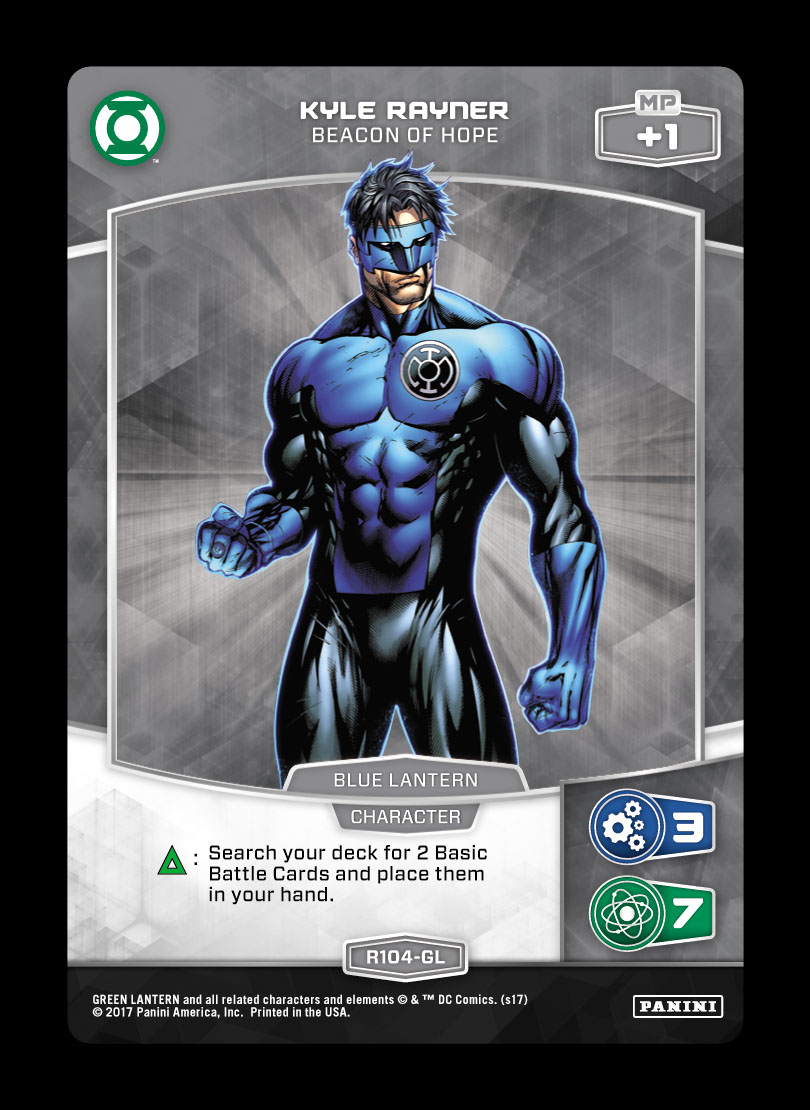 KYLE RAYNER
BEACON OF HOPE
MP
+1
™
BLUE LANTERN
CHARACTER
: Search your deck for 2 Basic
Battle Cards and place them
in your hand.
3
7
R104-GL
GREEN LANTERN and all related characters and elements © & ™ DC Comics. (s17)
© 2017 Panini America, Inc. Printed in the USA.
PANINI